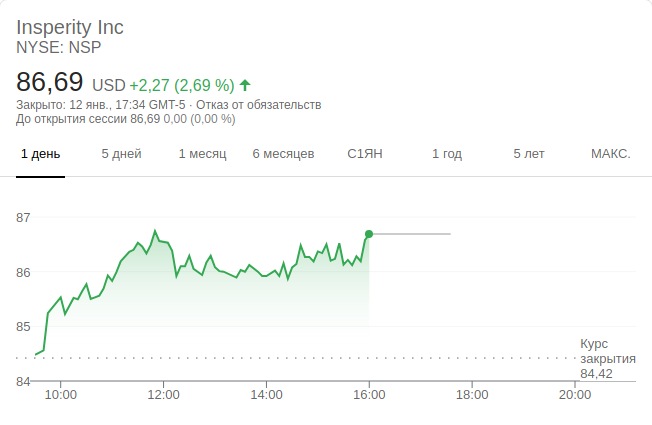 Insperity Inc
NYSE: NSP
86,69 USD +2,27 (2,69 %)
Закрыто: 12 янв., 17:34 GMT-5 · Отказ от обязательств
До открытия сессии 86,69 0,00 (0,00 %)
1 день 5 дней 1 месяц 6 месяцев С1ЯН 1 год 5 лет МАКС.
87
86
85
Курс
закрытия
84,42
84
10:00 12:00 14:00 16:00 18:00 20:00